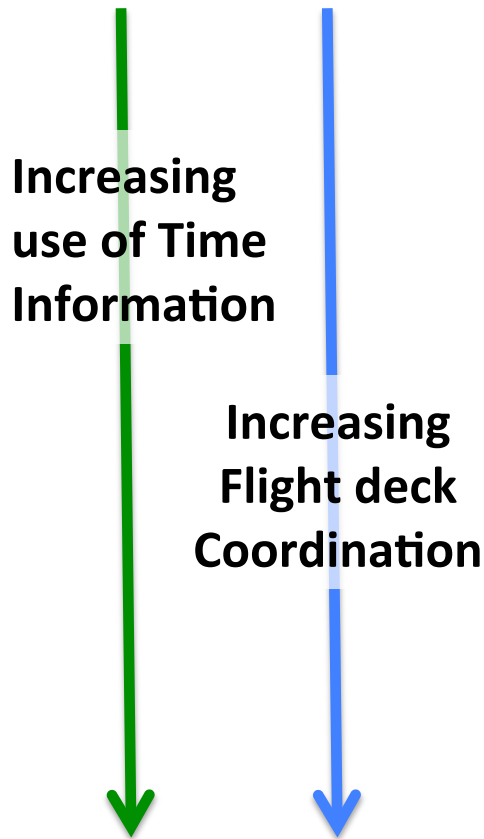 Increasing
use of Time
Information
Increasing
Flight deck
Coordination